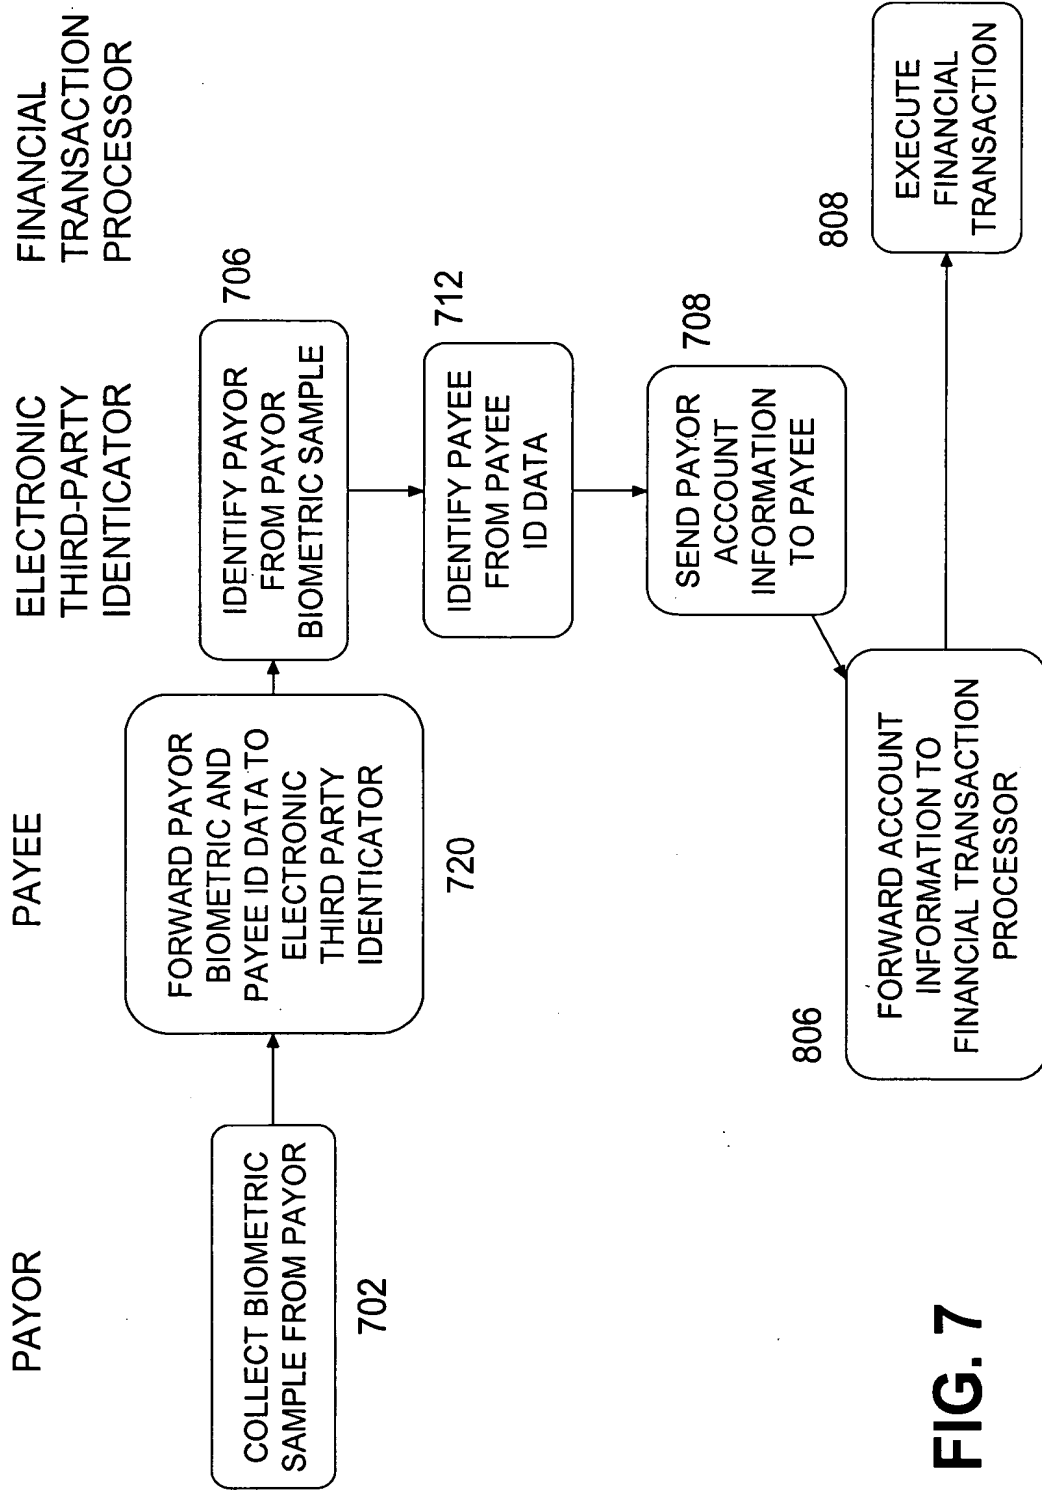 PAYOR
PAYEE
ELECTRONIC
THIRD-PARTY
IDENTICATOR
FINANCIAL
TRANSACTION
PROCESSOR
COLLECT BIOMETRIC
SAMPLE FROM PAYOR
702
FORWARD PAYOR
BIOMETRIC AND
PAYEE ID DATA TO
ELECTRONIC
THIRD PARTY
IDENTICATOR
720
IDENTIFY PAYOR
FROM PAYOR
BIOMETRIC SAMPLE
706
IDENTIFY PAYEE
FROM PAYEE
ID DATA
712
SEND PAYOR
ACCOUNT
INFORMATION
TO PAYEE
708
806
FORWARD ACCOUNT
INFORMATION TO
FINANCIAL TRANSACTION
PROCESSOR
808
EXECUTE
FINANCIAL
TRANSACTION
FIG. 7